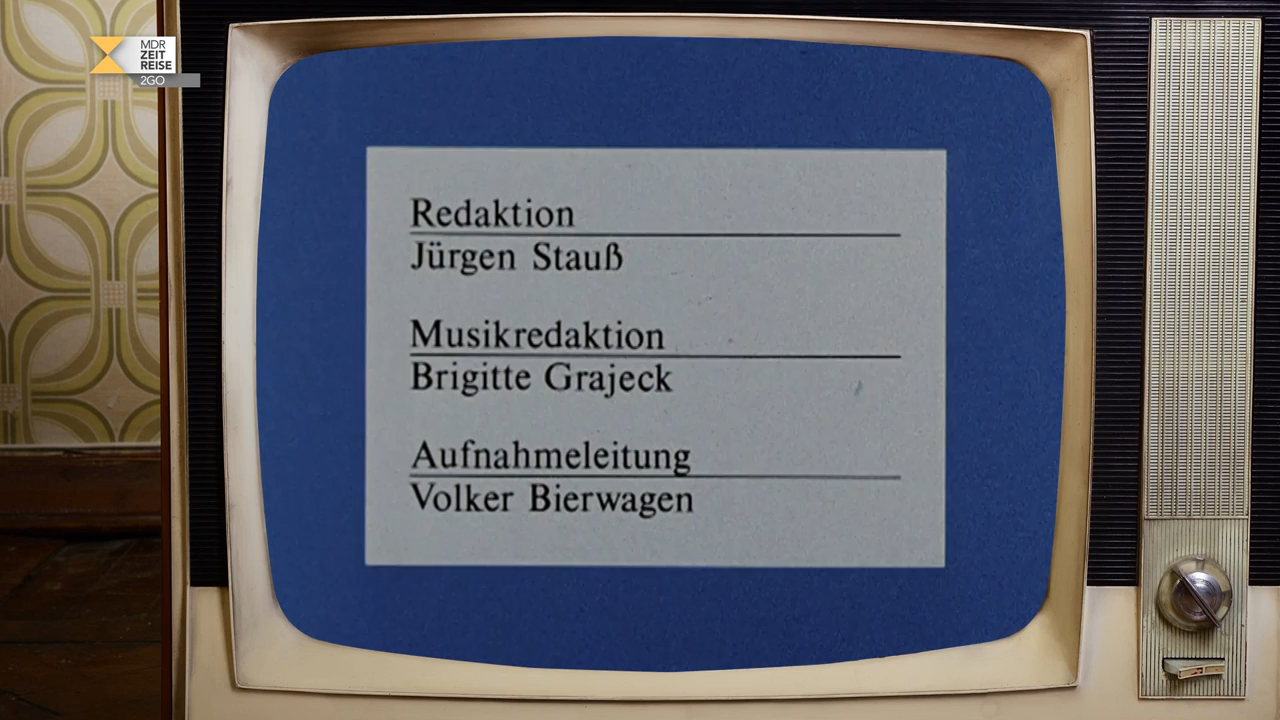 MDR
ZEIT
REISE
2GO
Redaktion
Jürgen Stauß
Musikredaktion
Brigitte Grajeck
Aufnahmeleitung
Volker Bierwagen